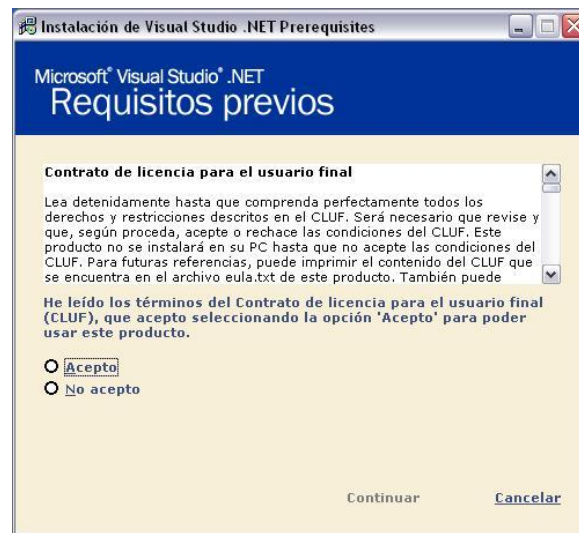 Instalación de Visual Studio .NET Prerequisites
Microsoft® Visual Studio® .NET
Requisitos previos
Contrato de licencia para el usuario final
Lea detenidamente hasta que comprenda perfectamente todos los
derechos y restricciones descritos en el CLUF. Será necesario que revise y
que, según proceda, acepte o rechace las condiciones del CLUF. Este
producto no se instalará en su PC hasta que no acepte las condiciones del
CLUF. Para futuras referencias, puede imprimir el contenido del CLUF que
se encuentra en el archivo eula.txt de este producto. También puede
He leído los términos del Contrato de licencia para el usuario final
(CLUF), que acepto seleccionando la opción 'Acepto' para poder
usar este producto.
Acepto
No acepto
Continuar Cancelar